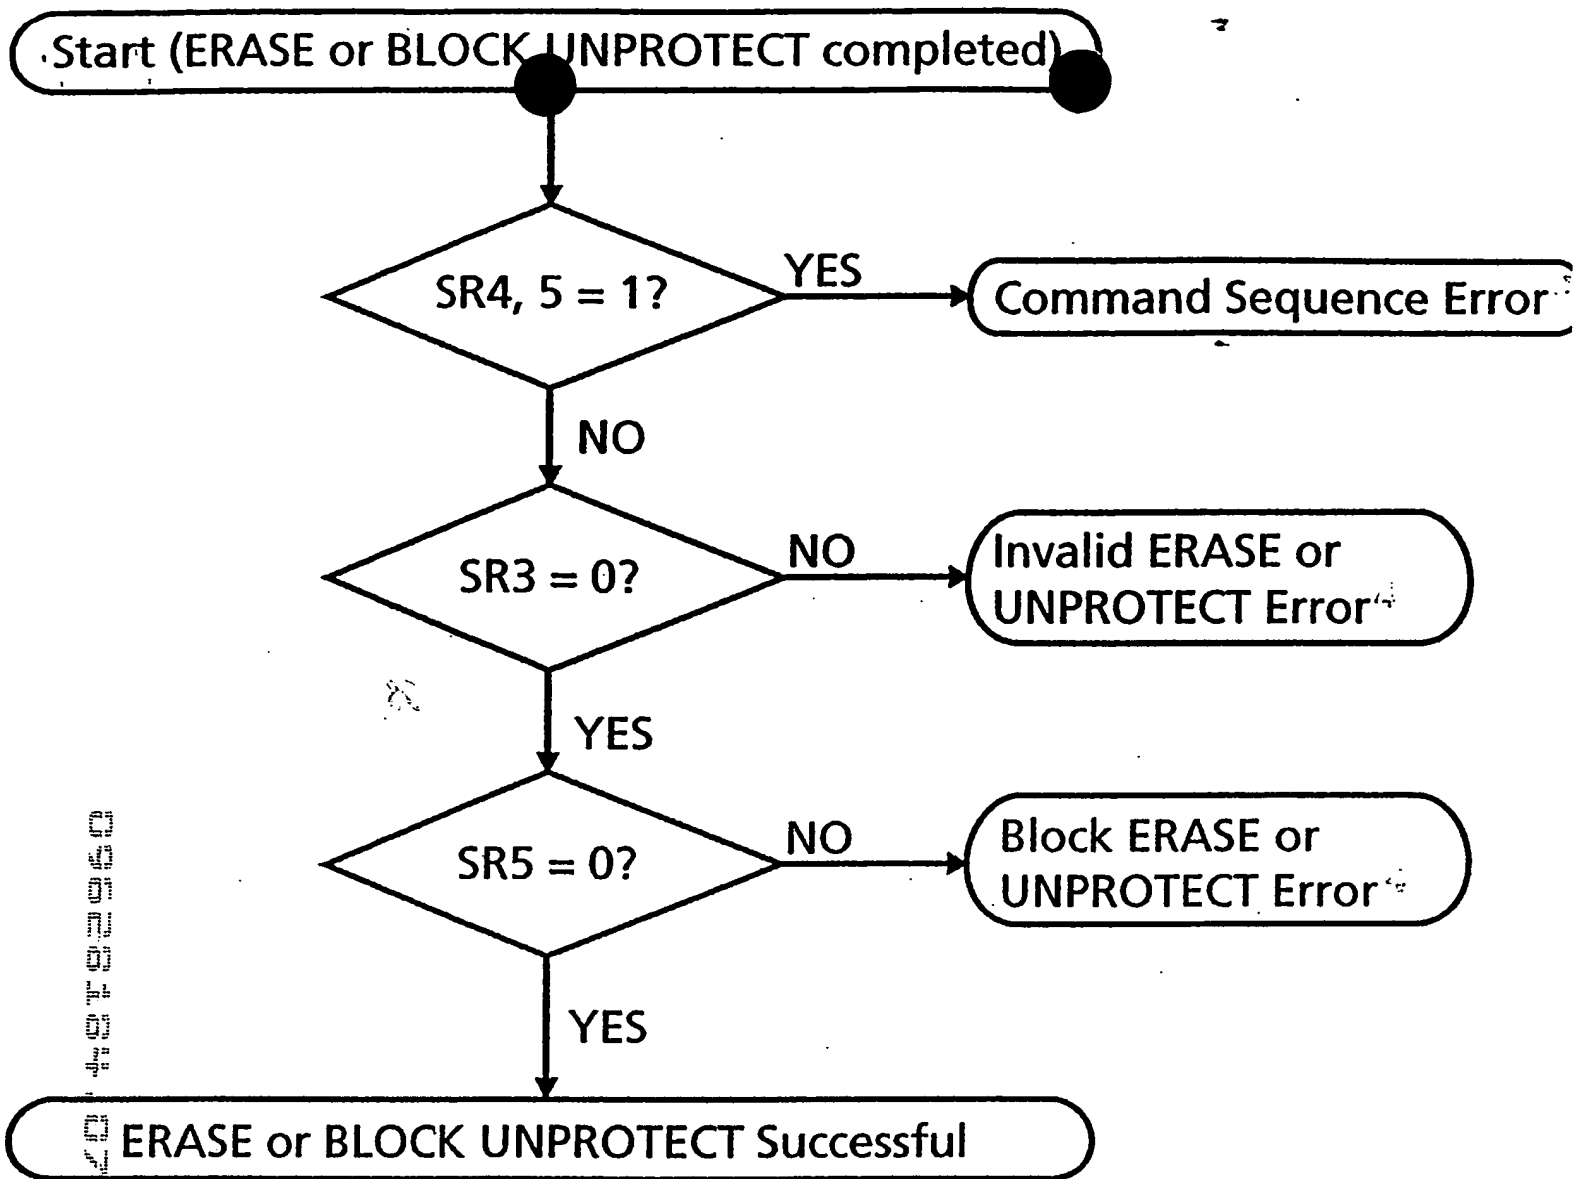 Start (ERASE or BLOCK UNPROTECT completed)
SR4, 5 = 1?
YES
Command Sequence Error
NO
SR3 = 0?
NO
Invalid ERASE or
UNPROTECT Error
YES
SR5 = 0?
NO
Block ERASE or
UNPROTECT Error
YES
ERASE or BLOCK UNPROTECT Successful